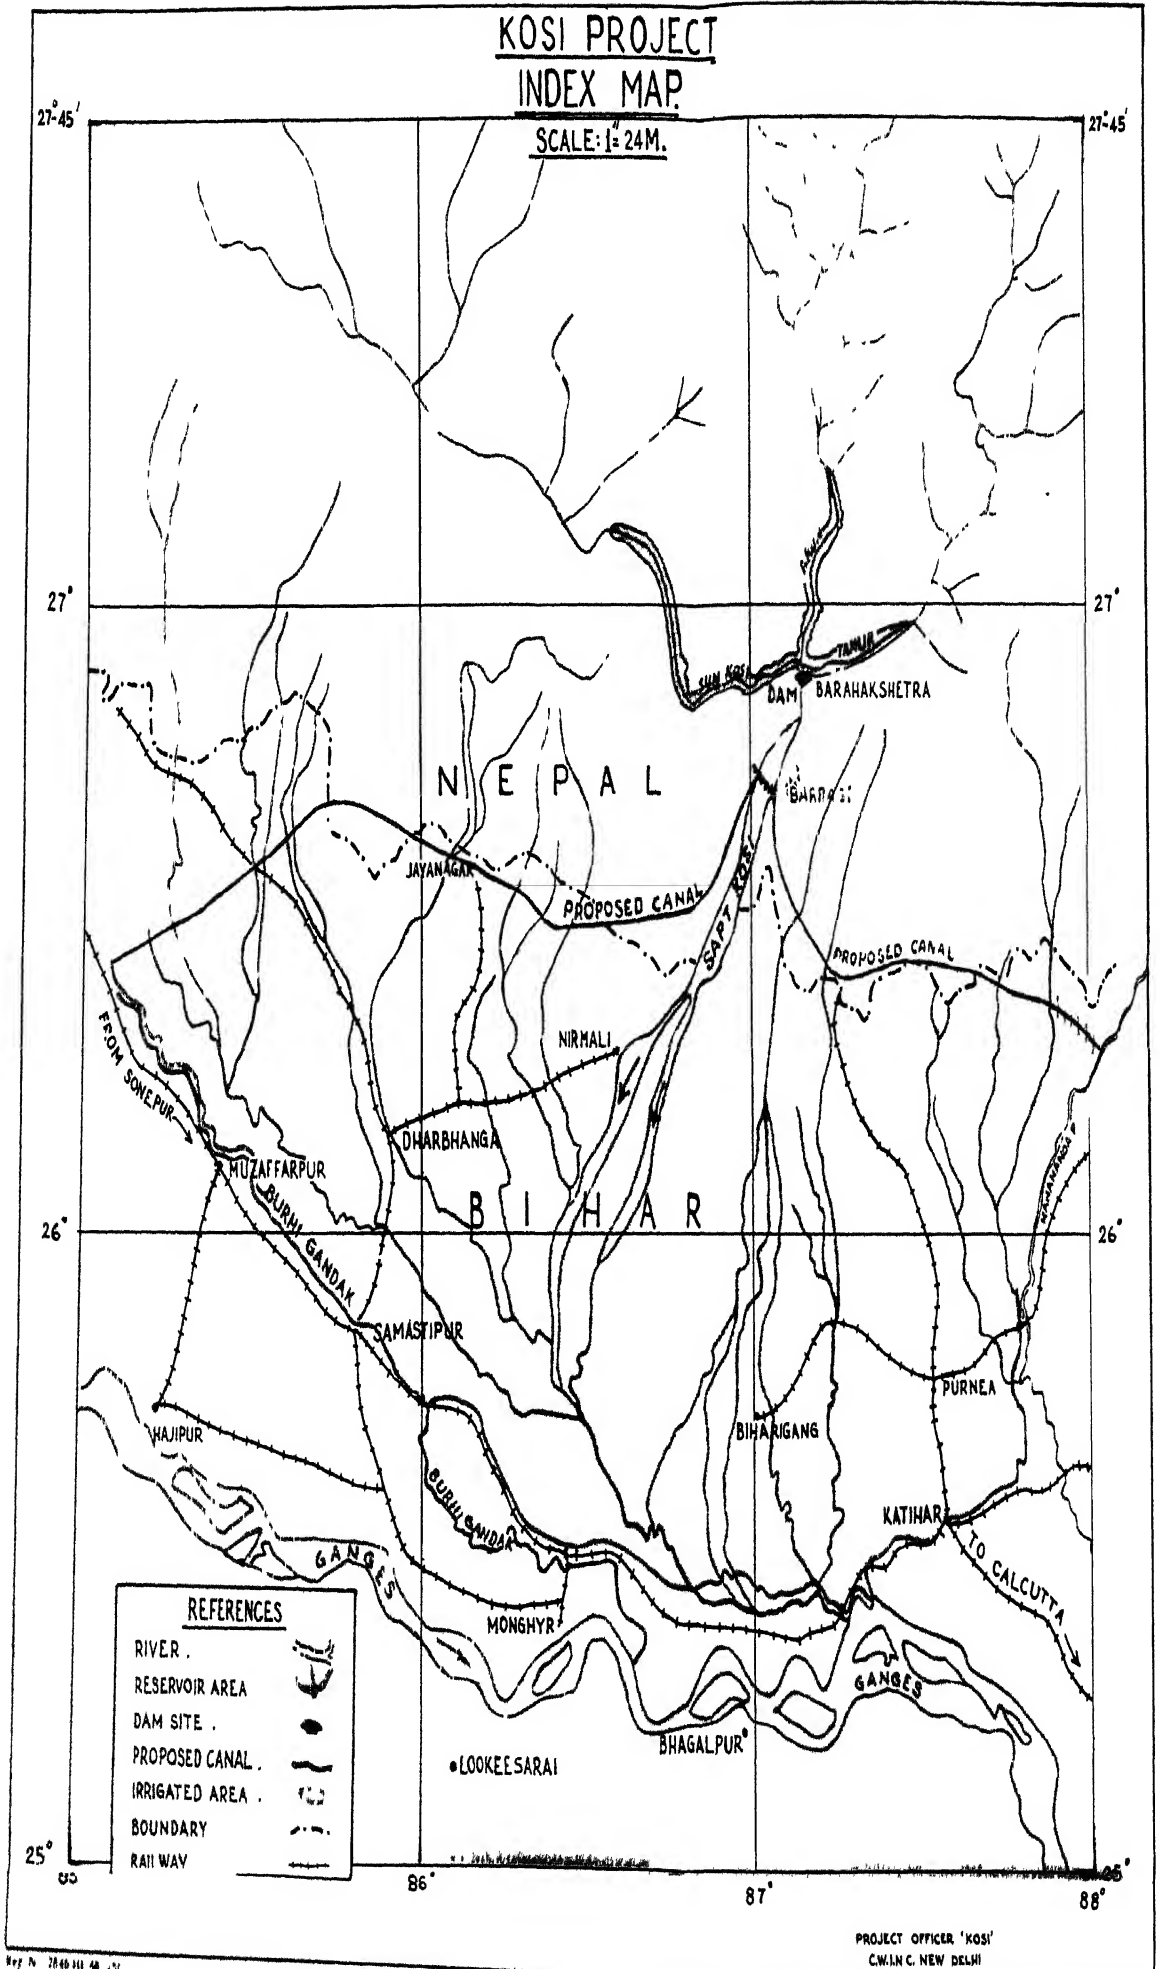 KOSI PROJECT
INDEX MAP.
SCALE: 1"= 24M.
27°-45'
27-45'
27°
27°
SUN KOSI
TAMUR
DAM
BARAHAKSHETRA
NEPAL
JAYANAGAR
PROPOSED CANAL
SAPT KOSI
PROPOSED CANAL
NIRMALI
FROM SONEPUR
DHARBHANGA
MUZAFFARPUR
MAHANANDA R
BIHAR
26°
26°
BURHI GANDAK
SAMASTIPUR
PURNEA
HAJIPUR
BIHARIGANG
BURHI GANDAK
KATIHAR
TO CALCUTTA
GANGES
MONGHYR
GANGES
BHAGALPUR
LOOKEESARAI
REFERENCES
RIVER .
RESERVOIR AREA
DAM SITE .
PROPOSED CANAL .
IRRIGATED AREA .
BOUNDARY
RAILWAY
25°
25°
85
86°
87°
88°
PROJECT OFFICER 'KOSI'
C.W.I.N C. NEW DELHI